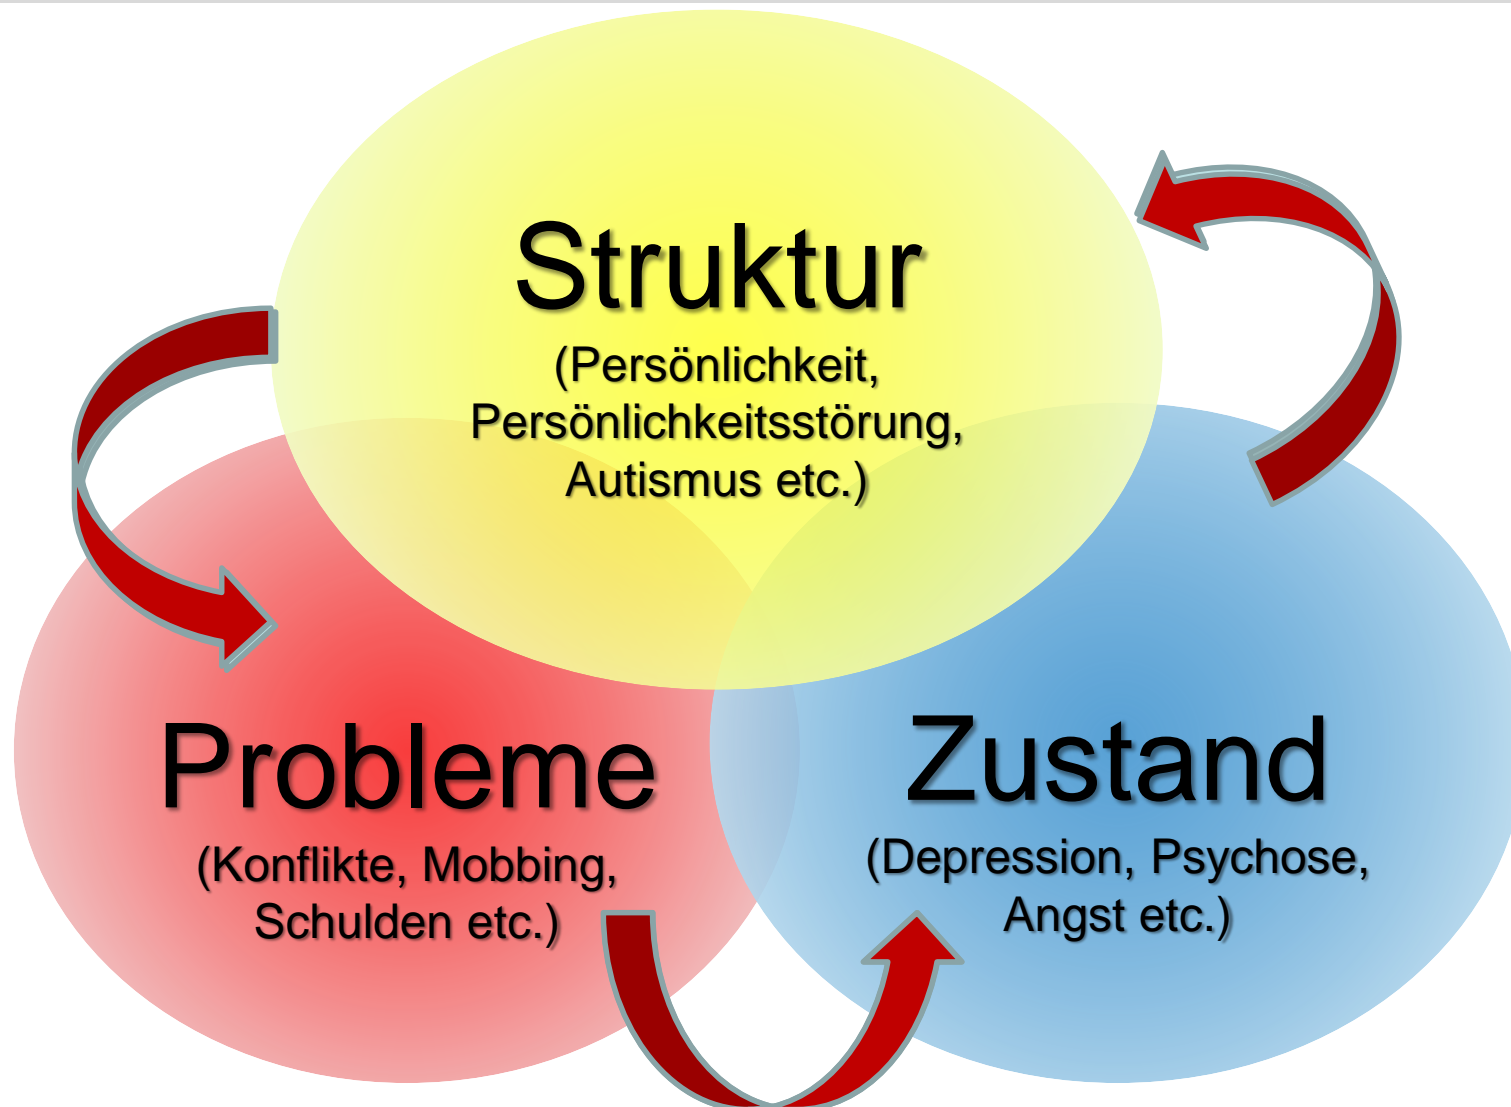 Struktur
(Persönlichkeit,
Persönlichkeitsstörung,
Autismus etc.)
Probleme
(Konflikte, Mobbing,
Schulden etc.)
Zustand
(Depression, Psychose,
Angst etc.)